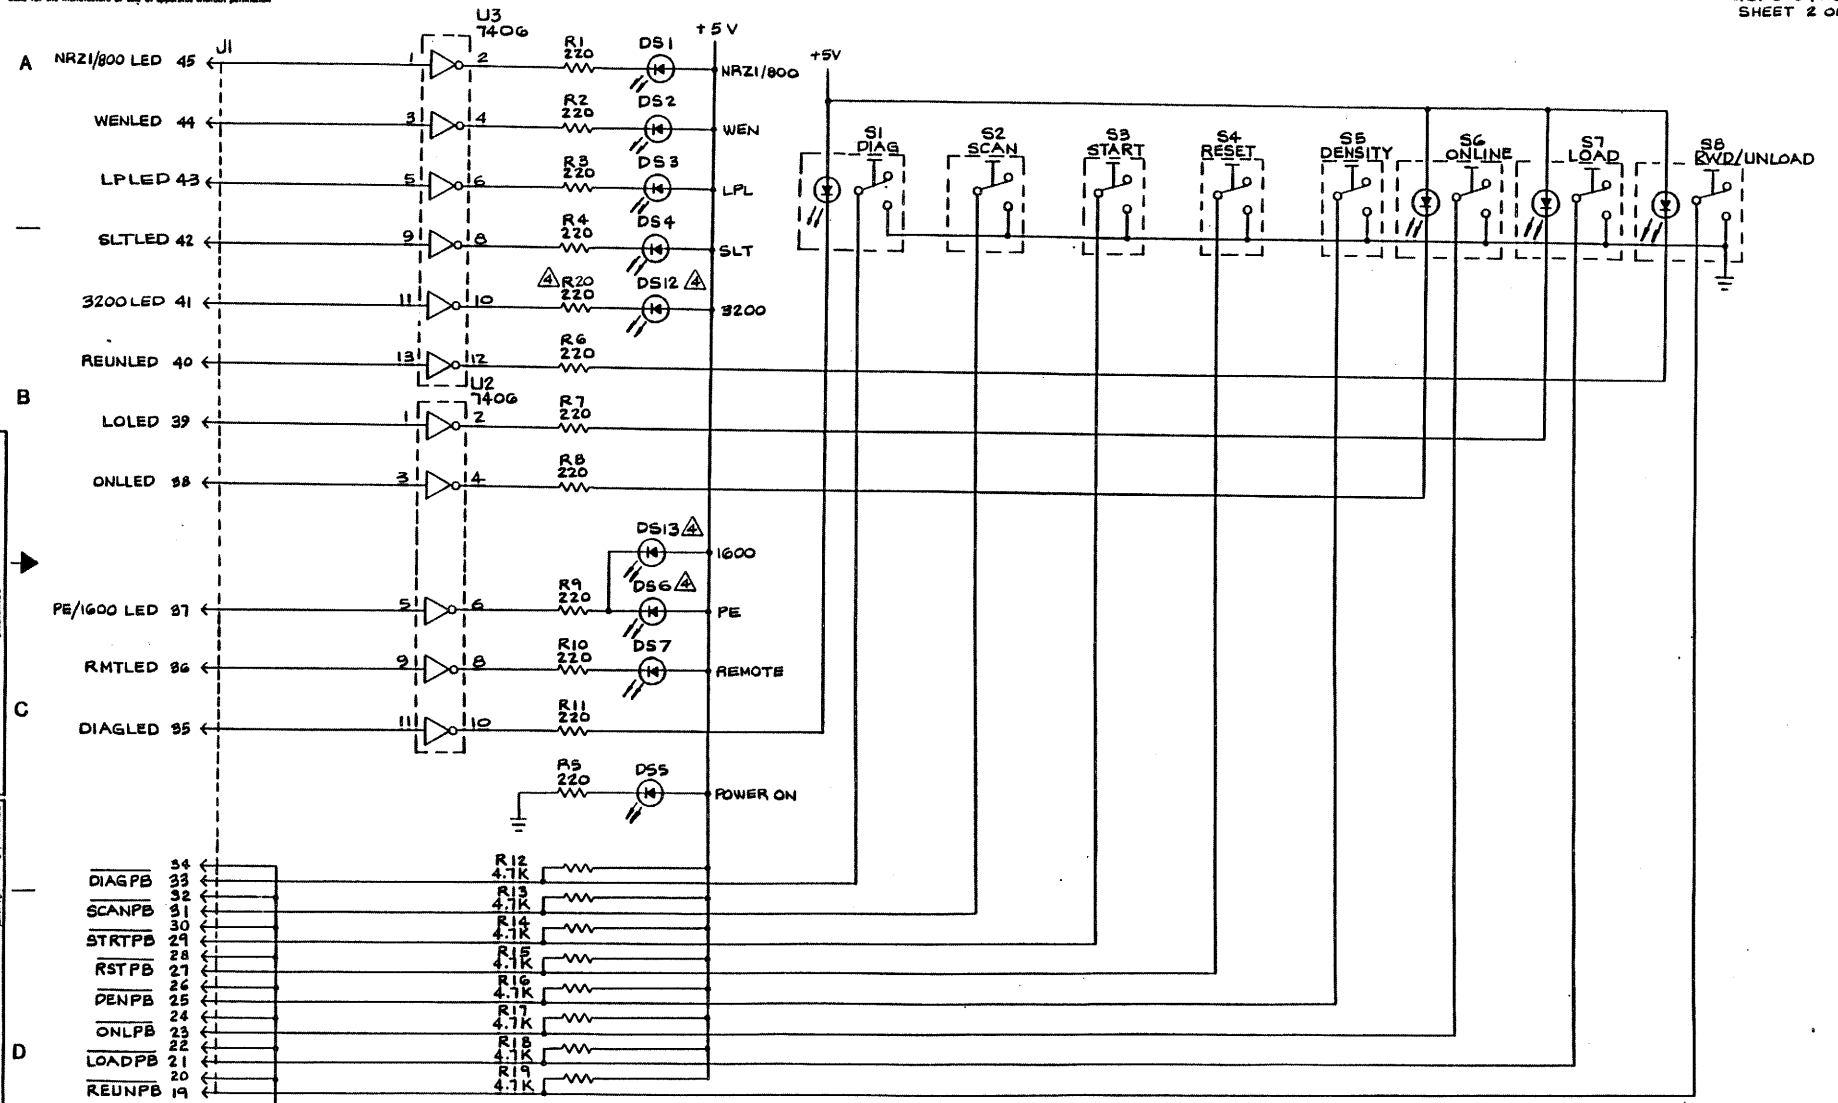 SHEET 2
U3
7406
+5V
+5V
A
NRZ1/800 LED 45
J1
1
2
R1
220
DS1
NRZ1/800
WENLED 44
3
4
R2
220
DS2
WEN
LPLED 43
5
6
R3
220
DS3
LPL
SLTLED 42
9
8
R4
220
DS4
SLT
3200LED 41
11
10
4
R20
220
DS12
4
3200
REUNLED 40
13
12
R6
220
U2
7406
B
LOLED 39
1
2
R7
220
ONLLED 38
3
4
R8
220
DS13
4
1600
PE/1600 LED 37
5
6
R9
220
DS6
4
PE
RMTLED 36
9
8
R10
220
DS7
REMOTE
C
DIAGLED 35
11
10
R11
220
R5
220
DS5
POWER ON
S1
DIAG
S2
SCAN
S3
START
S4
RESET
S5
DENSITY
S6
ONLINE
S7
LOAD
S8
RWD/UNLOAD
34
R12
4.7K
DIAGPB 33
32
R13
4.7K
SCANPB 31
30
R14
4.7K
STRTPB 29
28
R15
4.7K
RSTPB 27
26
R16
4.7K
DENPB 25
24
R17
4.7K
ONLPB 23
22
R18
4.7K
D
LOADPB 21
20
R19
4.7K
REUNPB 19